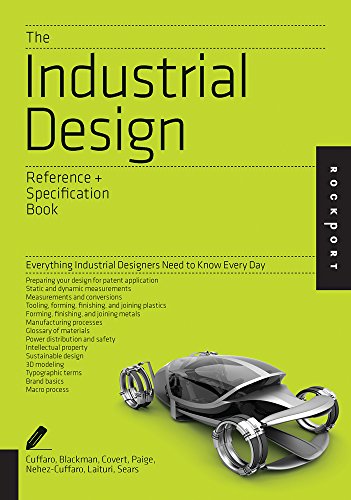 The
Industrial
Design
Reference +
Specification
Book
ROCKPORT
Everything Industrial Designers Need to Know Every Day
Preparing your design for patent application
Static and dynamic measurements
Measurements and conversions
Tooling, forming, finishing, and joining plastics
Forming, finishing, and joining metals
Manufacturing processes
Glossary of materials
Power distribution and safety
Intellectual property
Sustainable design
3D modeling
Typographic terms
Brand basics
Macro process
Cuffaro, Blackman, Covert, Paige,
Nehez-Cuffaro, Laituri, Sears